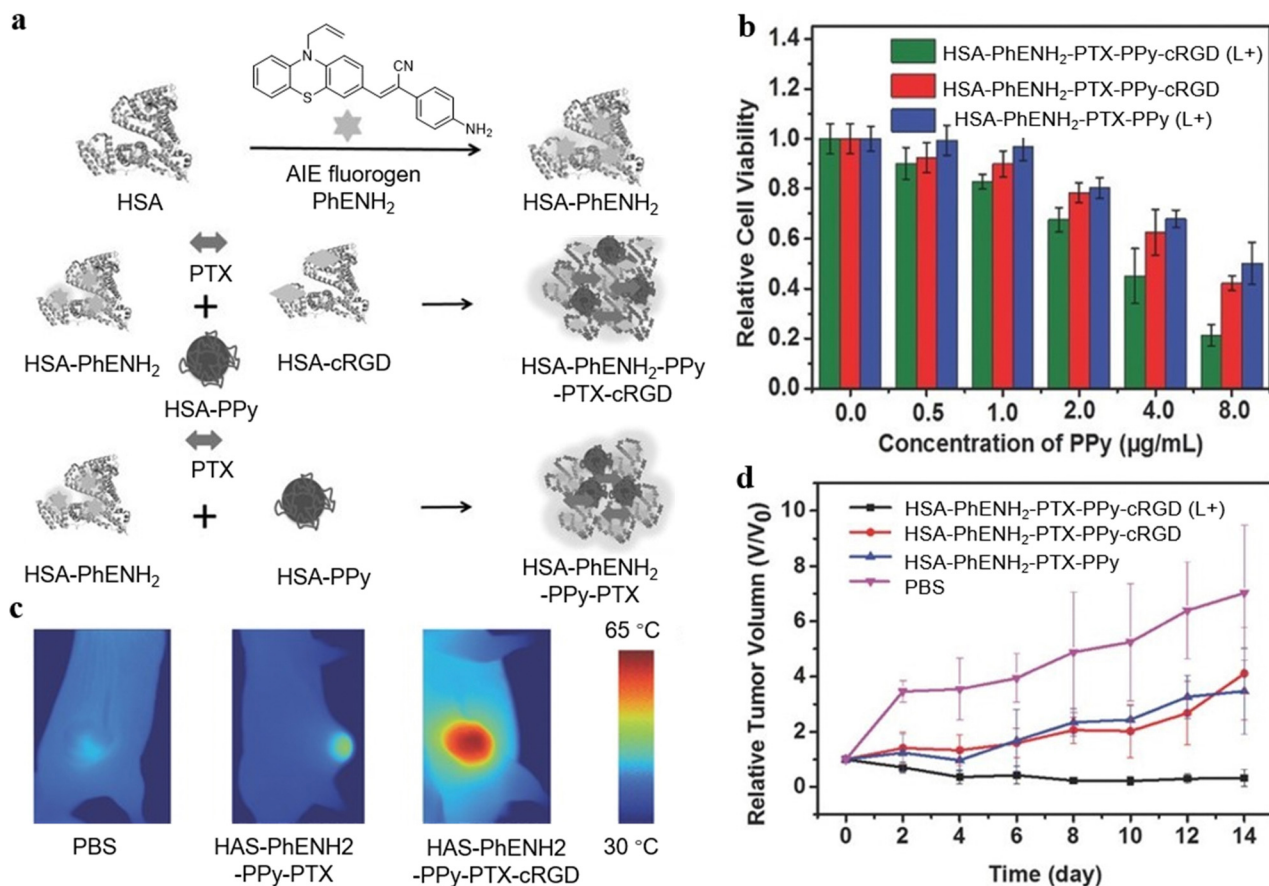 a
N
S
CN
NH₂
AIE fluorogen
PhENH₂
HSA
HSA-PhENH₂
PTX
+
HSA-PhENH₂
HSA-cRGD
HSA-PPy
HSA-PhENH₂-PPy
-PTX-cRGD
PTX
+
HSA-PhENH₂
HSA-PPy
HSA-PhENH₂
-PPy-PTX
b
HSA-PhENH₂-PTX-PPy-cRGD (L+)
HSA-PhENH₂-PTX-PPy-cRGD
HSA-PhENH₂-PTX-PPy (L+)
Relative Cell Viability
1.4
1.2
1.0
0.8
0.6
0.4
0.2
0.0
0.0 0.5 1.0 2.0 4.0 8.0
Concentration of PPy (µg/mL)
c
65 °C
30 °C
PBS
HAS-PhENH2
-PPy-PTX
HAS-PhENH2
-PPy-PTX-cRGD
d
HSA-PhENH₂-PTX-PPy-cRGD (L+)
HSA-PhENH₂-PTX-PPy-cRGD
HSA-PhENH₂-PTX-PPy
PBS
Relative Tumor Volumn (V/V₀)
10
8
6
4
2
0
0 2 4 6 8 10 12 14
Time (day)